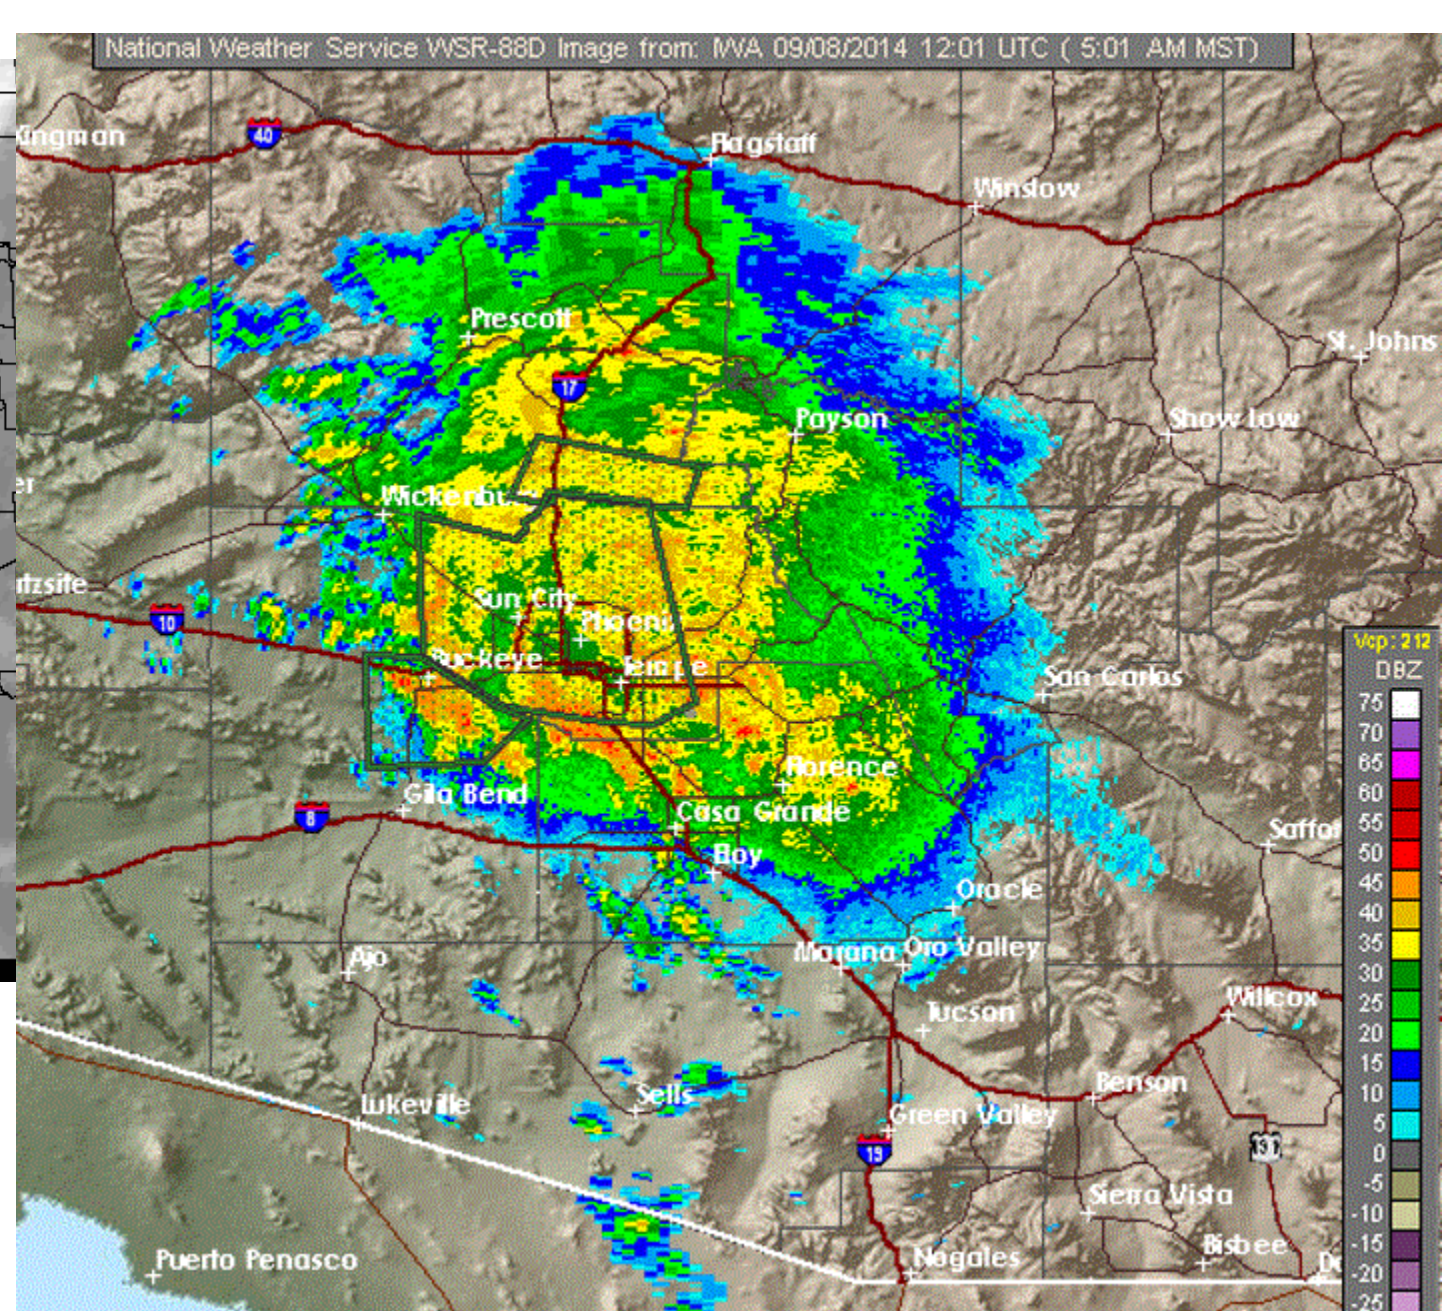 National Weather Service WSR-88D Image from: IWA 09/08/2014 12:01 UTC ( 5:01 AM MST)
Kingman
40
Flagstaff
Winslow
Prescott
St. Johns
17
Payson
Show Low
Wickenbu
Sun City
Phoeni
10
Buckeye
Tempe
San Carlos
Vcp: 212
DBZ
75
70
65
60
55
50
45
40
35
30
25
20
15
10
5
0
-5
-10
-15
-20
-25
Florence
Gila Bend
8
Casa Grande
Saffor
Eloy
Oracle
Ajo
Marana
Oro Valley
Willcox
Tucson
Benson
Sells
Lukeville
Green Valley
19
191
Sierra Vista
Bisbee
Puerto Penasco
Nogales